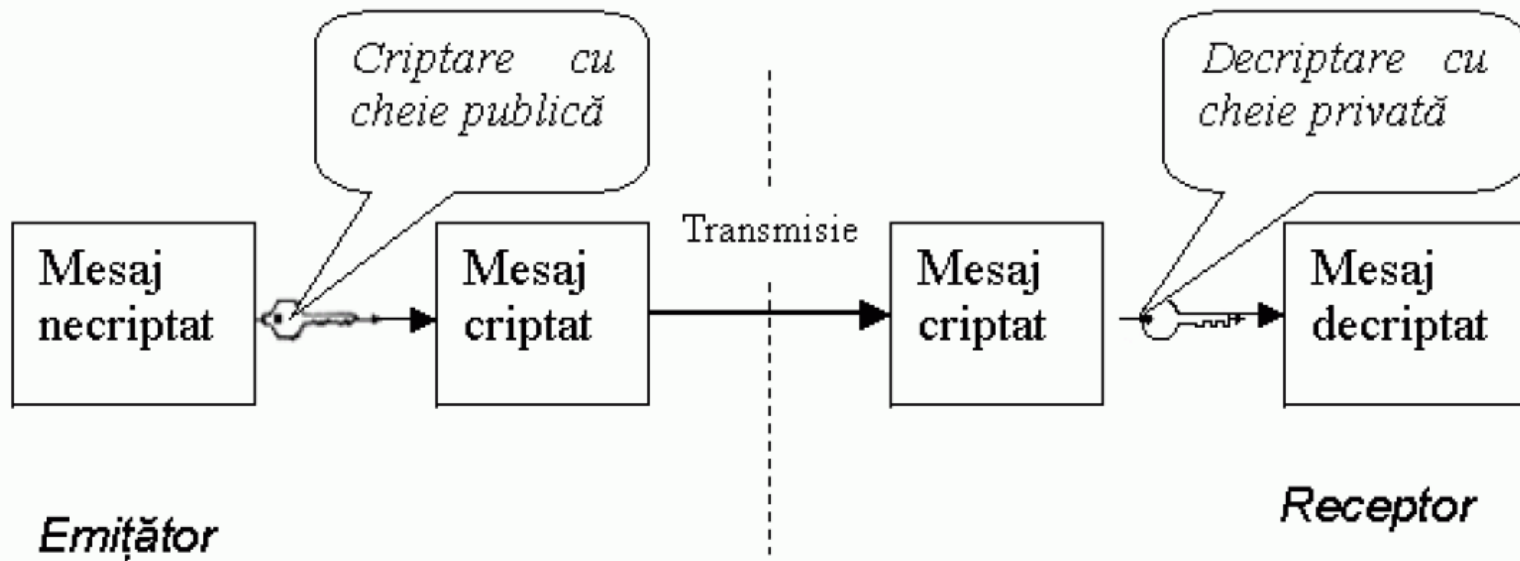 Criptare cu
cheie publică
Decriptare cu
cheie privată
Mesaj
necriptat
Mesaj
criptat
Transmisie
Mesaj
criptat
Mesaj
decriptat
Emițător
Receptor